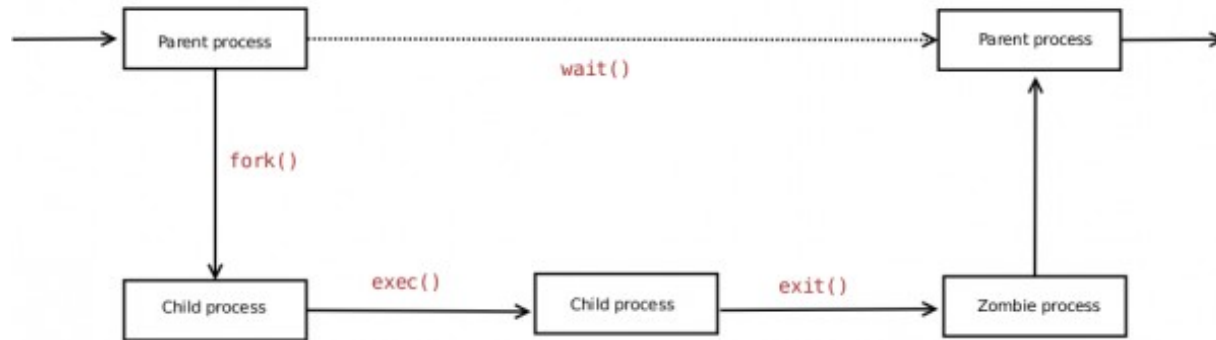 Parent process
Parent process
wait()
fork()
exec()
exit()
Child process
Child process
Zombie process